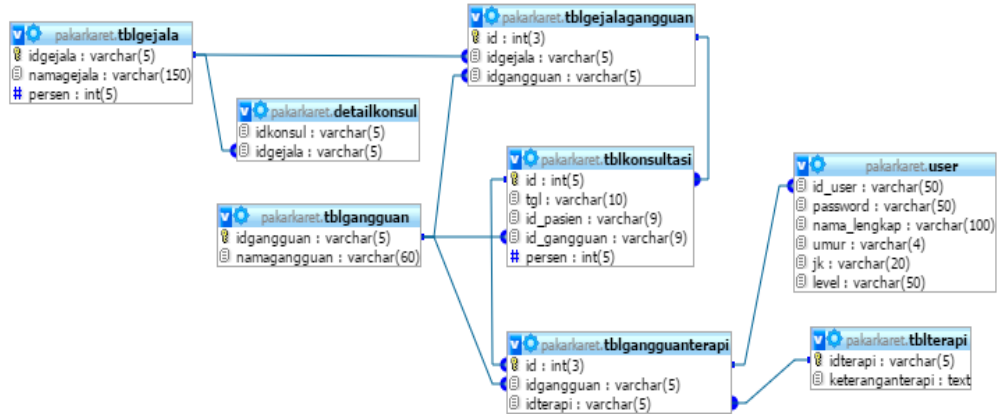 pakarkaret.tblgejala
idgejala : varchar(5)
namagejala : varchar(150)
# persen : int(5)
pakarkaret.tblgejalagangguan
id : int(3)
idgejala : varchar(5)
idgangguan : varchar(5)
pakarkaret.detailkonsul
idkonsul : varchar(5)
idgejala : varchar(5)
pakarkaret.tblkonsultasi
id : int(5)
tgl : varchar(10)
id_pasien : varchar(9)
id_gangguan : varchar(9)
# persen : int(5)
pakarkaret.user
id_user : varchar(50)
password : varchar(50)
nama_lengkap : varchar(100)
umur : varchar(4)
jk : varchar(20)
level : varchar(50)
pakarkaret.tblgangguan
idgangguan : varchar(5)
namagangguan : varchar(60)
pakarkaret.tblgangguanterapi
id : int(3)
idgangguan : varchar(5)
idterapi : varchar(5)
pakarkaret.tblterapi
idterapi : varchar(5)
keteranganterapi : text